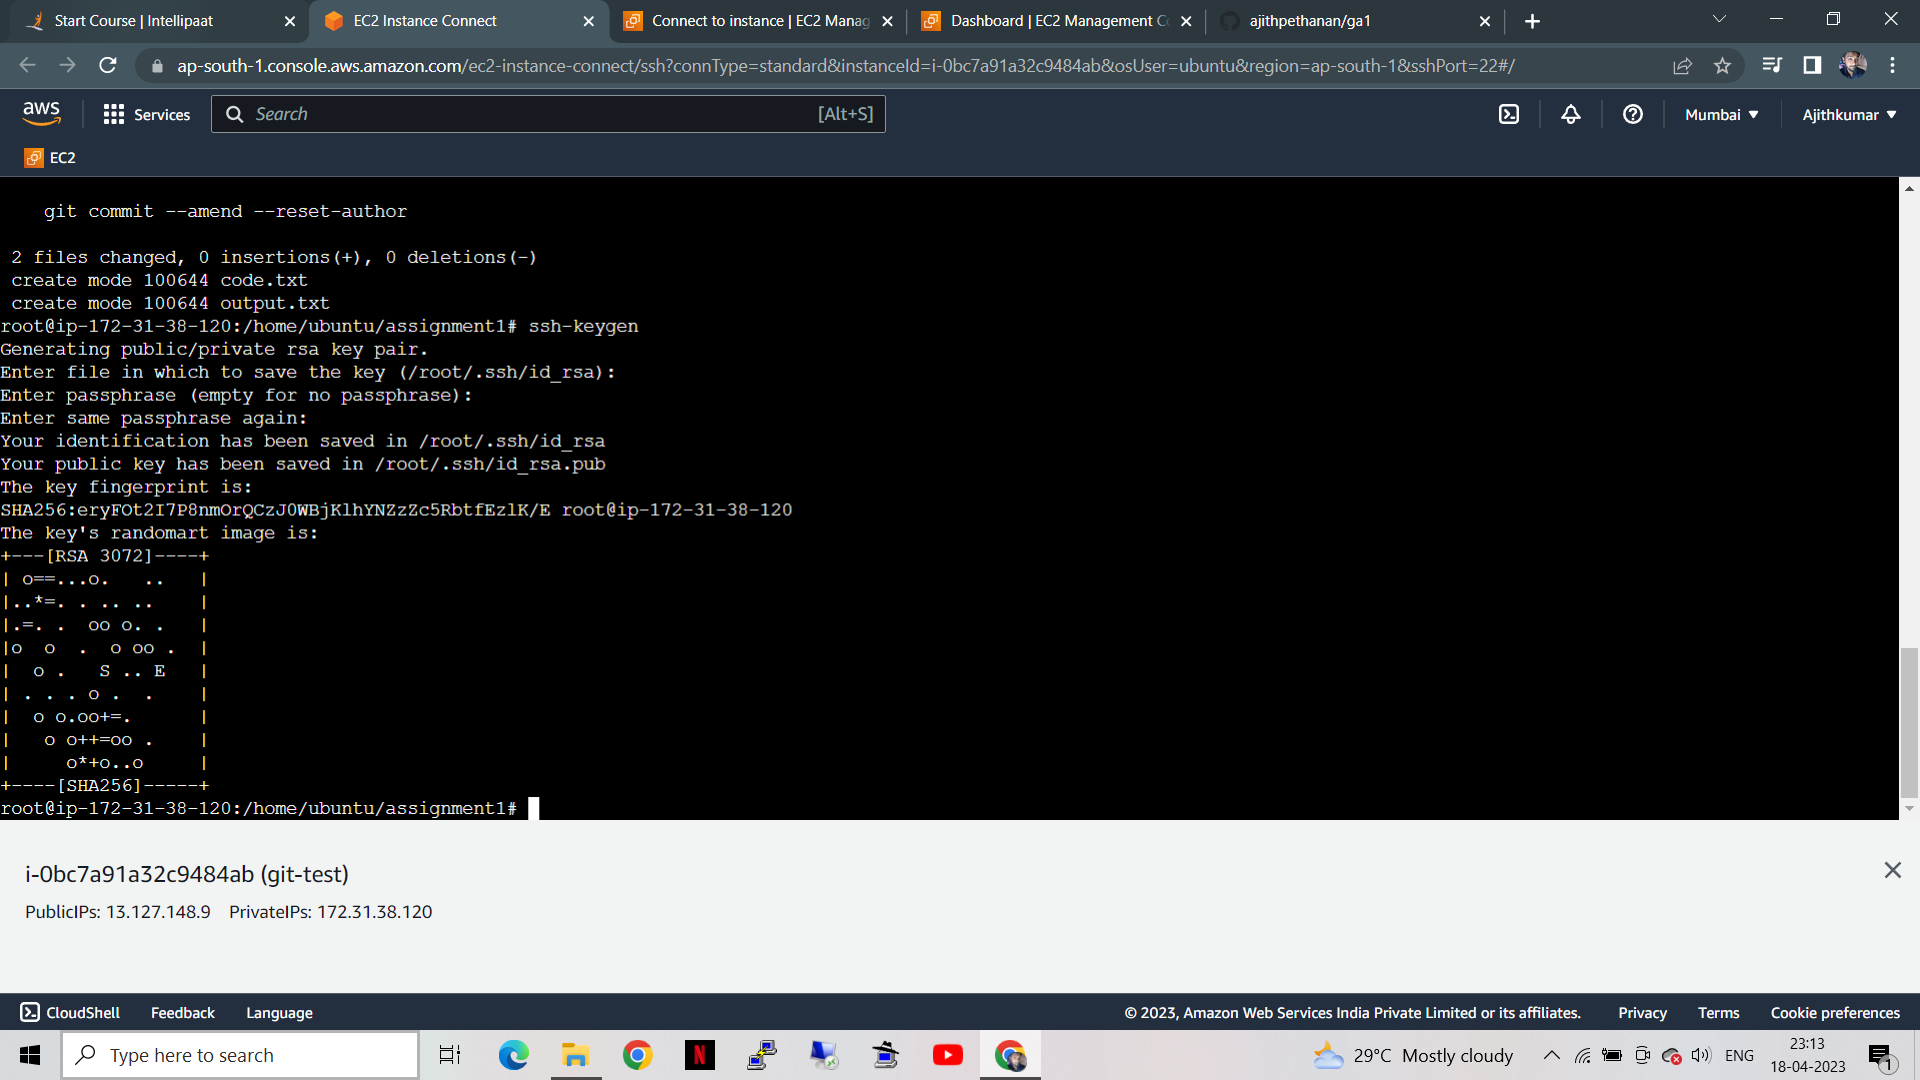 Start Course | Intellipaat
EC2 Instance Connect
Connect to instance | EC2 Manag
Dashboard | EC2 Management Co
ajithpethanan/ga1
ap-south-1.console.aws.amazon.com/ec2-instance-connect/ssh?connType=standard&instanceId=i-0bc7a91a32c9484ab&osUser=ubuntu&region=ap-south-1&sshPort=22#/
aws
Services
Search
[Alt+S]
Mumbai
Ajithkumar
EC2
git commit --amend --reset-author
2 files changed, 0 insertions(+), 0 deletions(-)
create mode 100644 code.txt
create mode 100644 output.txt
root@ip-172-31-38-120:/home/ubuntu/assignment1# ssh-keygen
Generating public/private rsa key pair.
Enter file in which to save the key (/root/.ssh/id_rsa):
Enter passphrase (empty for no passphrase):
Enter same passphrase again:
Your identification has been saved in /root/.ssh/id_rsa
Your public key has been saved in /root/.ssh/id_rsa.pub
The key fingerprint is:
SHA256:eryFOt2I7P8nmOrQCzJ0WBjKlhYNZzZc5RbtfEzlK/E root@ip-172-31-38-120
The key's randomart image is:
+---[RSA 3072]----+
| o==...o.   ..   |
|..*=. . .. ..    |
|.=. .  oo o. .   |
|o  o  .  o oo .  |
|  o .   S .. E   |
| . . . o .  .    |
|  o o.oo+=.      |
|   o o++=oo .    |
|     o*+o..o     |
+----[SHA256]-----+
root@ip-172-31-38-120:/home/ubuntu/assignment1#
i-0bc7a91a32c9484ab (git-test)
PublicIPs: 13.127.148.9 PrivateIPs: 172.31.38.120
CloudShell
Feedback
Language
© 2023, Amazon Web Services India Private Limited or its affiliates.
Privacy
Terms
Cookie preferences
Type here to search
N
29°C Mostly cloudy
ENG
23:13
18-04-2023
1